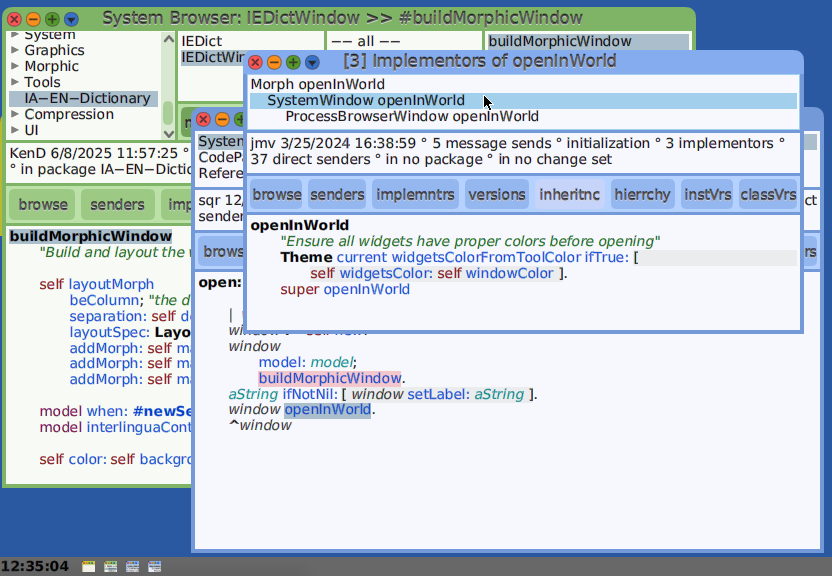 System Browser: IEDictWindow >> #buildMorphicWindow
System
Graphics
Morphic
Tools
IA−EN−Dictionary
Compression
UI
IEDict
−− all −−
buildMorphicWindow
[3] Implementors of openInWorld
Morph openInWorld
SystemWindow openInWorld
ProcessBrowserWindow openInWorld
jmv 3/25/2024 16:38:59 ° 5 message sends ° initialization ° 3 implementors °
37 direct senders ° in no package ° in no change set
browse senders implemntrs versions inheritnc hierrchy instVrs classVrs
openInWorld
"Ensure all widgets have proper colors before opening"
Theme current widgetsColorFromToolColor ifTrue: [
self widgetsColor: self windowColor ].
super openInWorld
KenD 6/8/2025 11:57:25 °
° in package IA−EN−Dictio
browse senders imp
buildMorphicWindow
"Build and layout the
self layoutMorph
beColumn; "the d
separation: self d
layoutSpec: Layo
addMorph: self m
addMorph: self m
addMorph: self m
model when: #newSe
model interlinguaCont
self color: self backgro
System
CodeP
Refere
sqr 12/
sender
ct
brows
rs
open:
window
model: model;
buildMorphicWindow.
aString ifNotNil: [ window setLabel: aString ].
window openInWorld.
^window
12:35:04